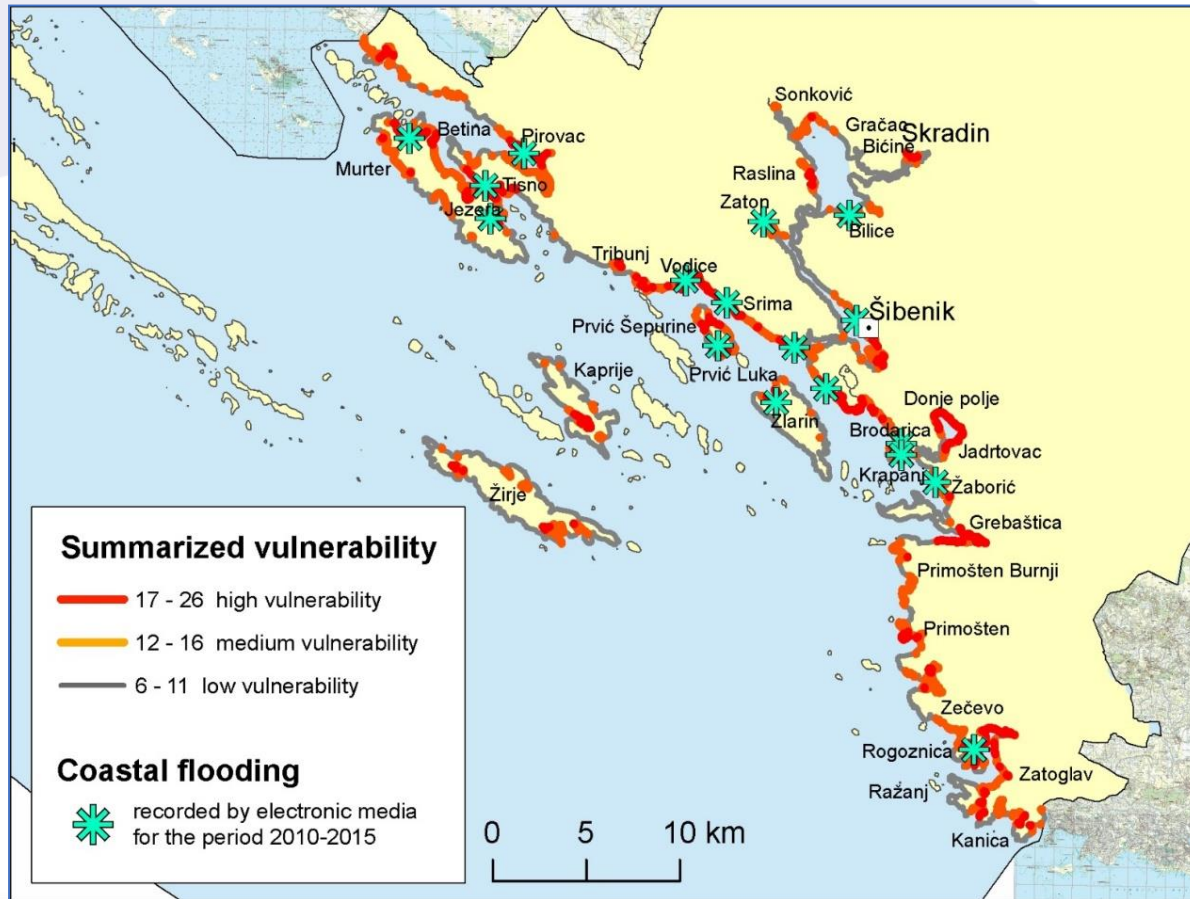 Sonković
Gračac
Skradin
Bićine
Betina
Pirovac
Murter
Raslina
Tisno
Zaton
Jezera
Bilice
Tribunj
Vodice
Srima
Šibenik
Prvić Šepurine
Prvić Luka
Kaprije
Zlarin
Donje polje
Brodarica
Jadrtovac
Krapanj
Žaborić
Žirje
Grebaštica
Primošten Burnji
Primošten
Zečevo
Rogoznica
Zatoglav
Ražanj
Kanica
Summarized vulnerability
17 - 26 high vulnerability
12 - 16 medium vulnerability
6 - 11 low vulnerability
Coastal flooding
recorded by electronic media
for the period 2010-2015
0 5 10 km